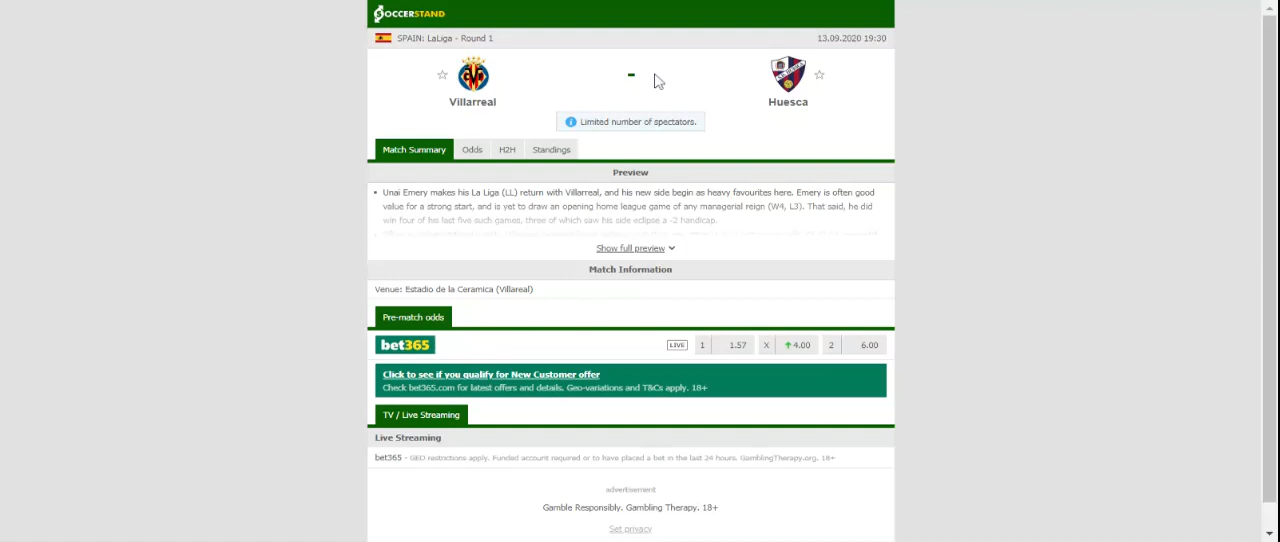 SOCCERSTAND
SPAIN: LaLiga - Round 1
13.09.2020 19:30
-
Villarreal
Huesca
Limited number of spectators.
Match Summary
Odds
H2H
Standings
Preview
Unai Emery makes his La Liga (LL) return with Villarreal, and his new side begin as heavy favourites here. Emery is often good
value for a strong start, and is yet to draw an opening home league game of any managerial reign (W4, L3). That said, he did
win four of his last five such games, three of which saw his side eclipse a -2 handicap.
Show full preview
Match Information
Venue: Estadio de la Ceramica (Villareal)
Pre-match odds
bet365
LIVE
1 1.57
X 4.00
2 6.00
Click to see if you qualify for New Customer offer
Check bet365.com for latest offers and details. Geo-variations and T&Cs apply. 18+
TV / Live Streaming
Live Streaming
bet365 - GEO restrictions apply. Funded account required or to have placed a bet in the last 24 hours. GamblingTherapy.org. 18+
advertisement
Gamble Responsibly. Gambling Therapy. 18+
Set privacy